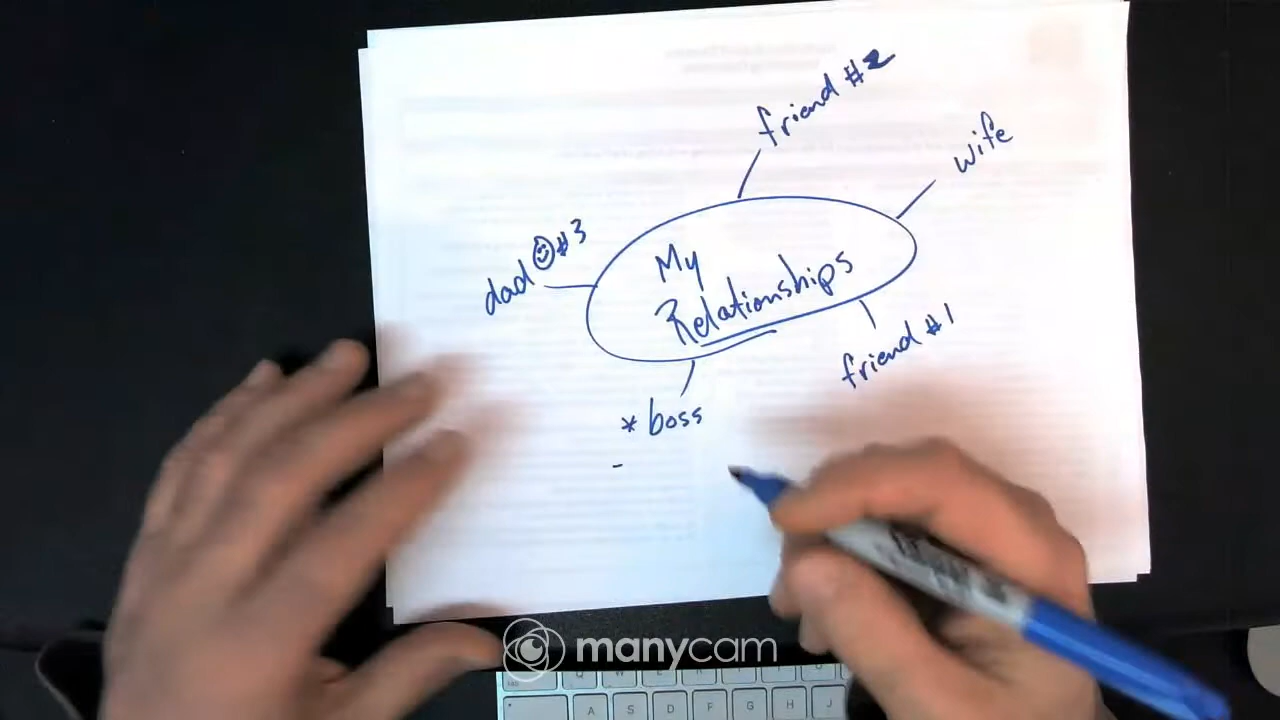 friend #2
wife
dad #3
My
Relationships
friend #1
* boss
-
manycam
Q W
A S D F G H J